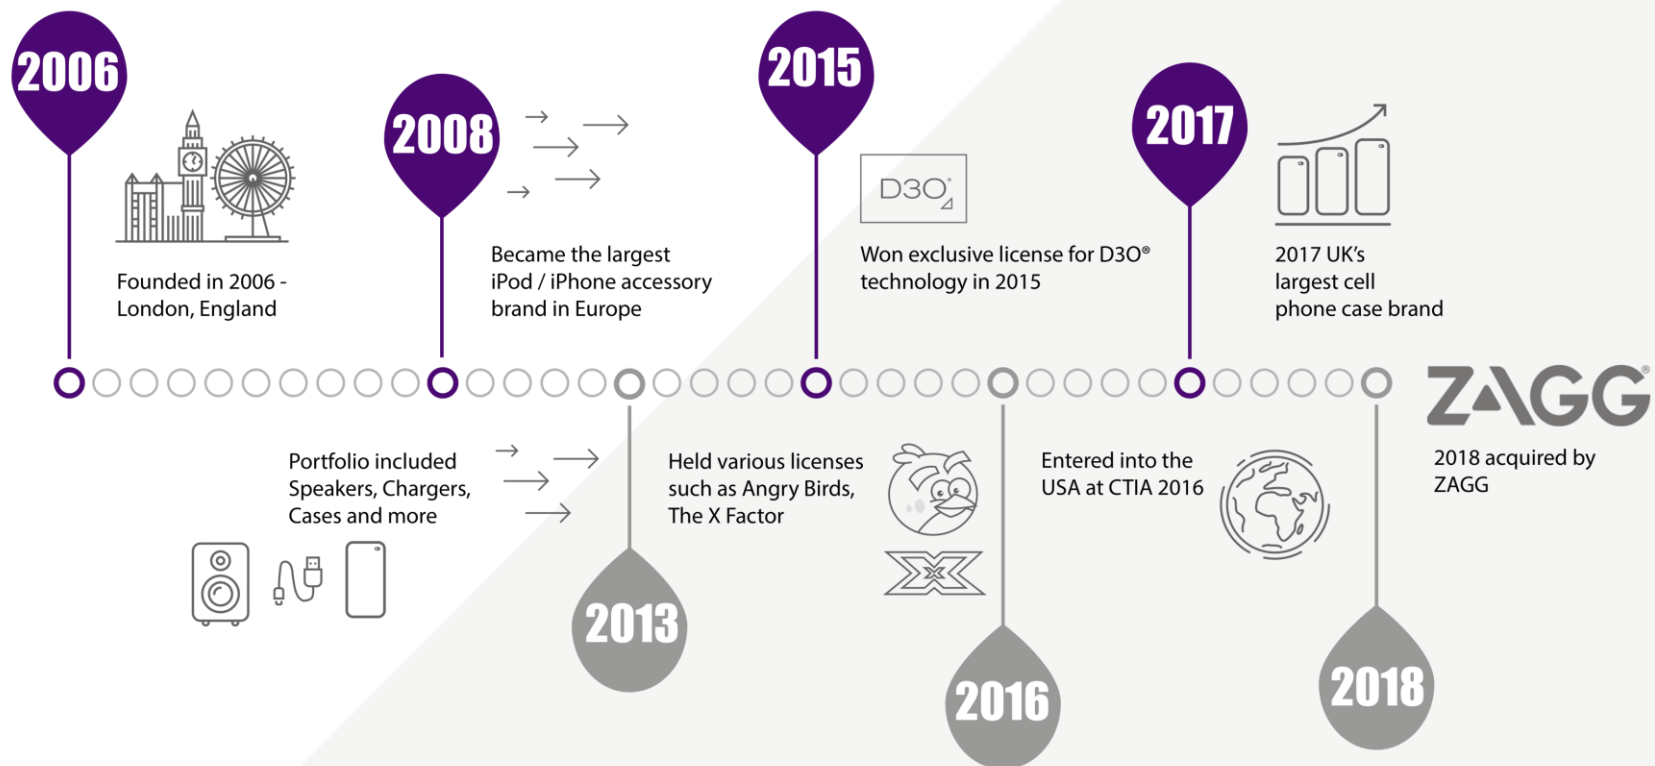 2006
Founded in 2006 -
London, England
2008
Became the largest
iPod / iPhone accessory
brand in Europe
2015
D3O®
Won exclusive license for D3O®
technology in 2015
2017
2017 UK's
largest cell
phone case brand
Portfolio included
Speakers, Chargers,
Cases and more
2013
Held various licenses
such as Angry Birds,
The X Factor
X
2016
Entered into the
USA at CTIA 2016
2018
ZAGG®
2018 acquired by
ZAGG